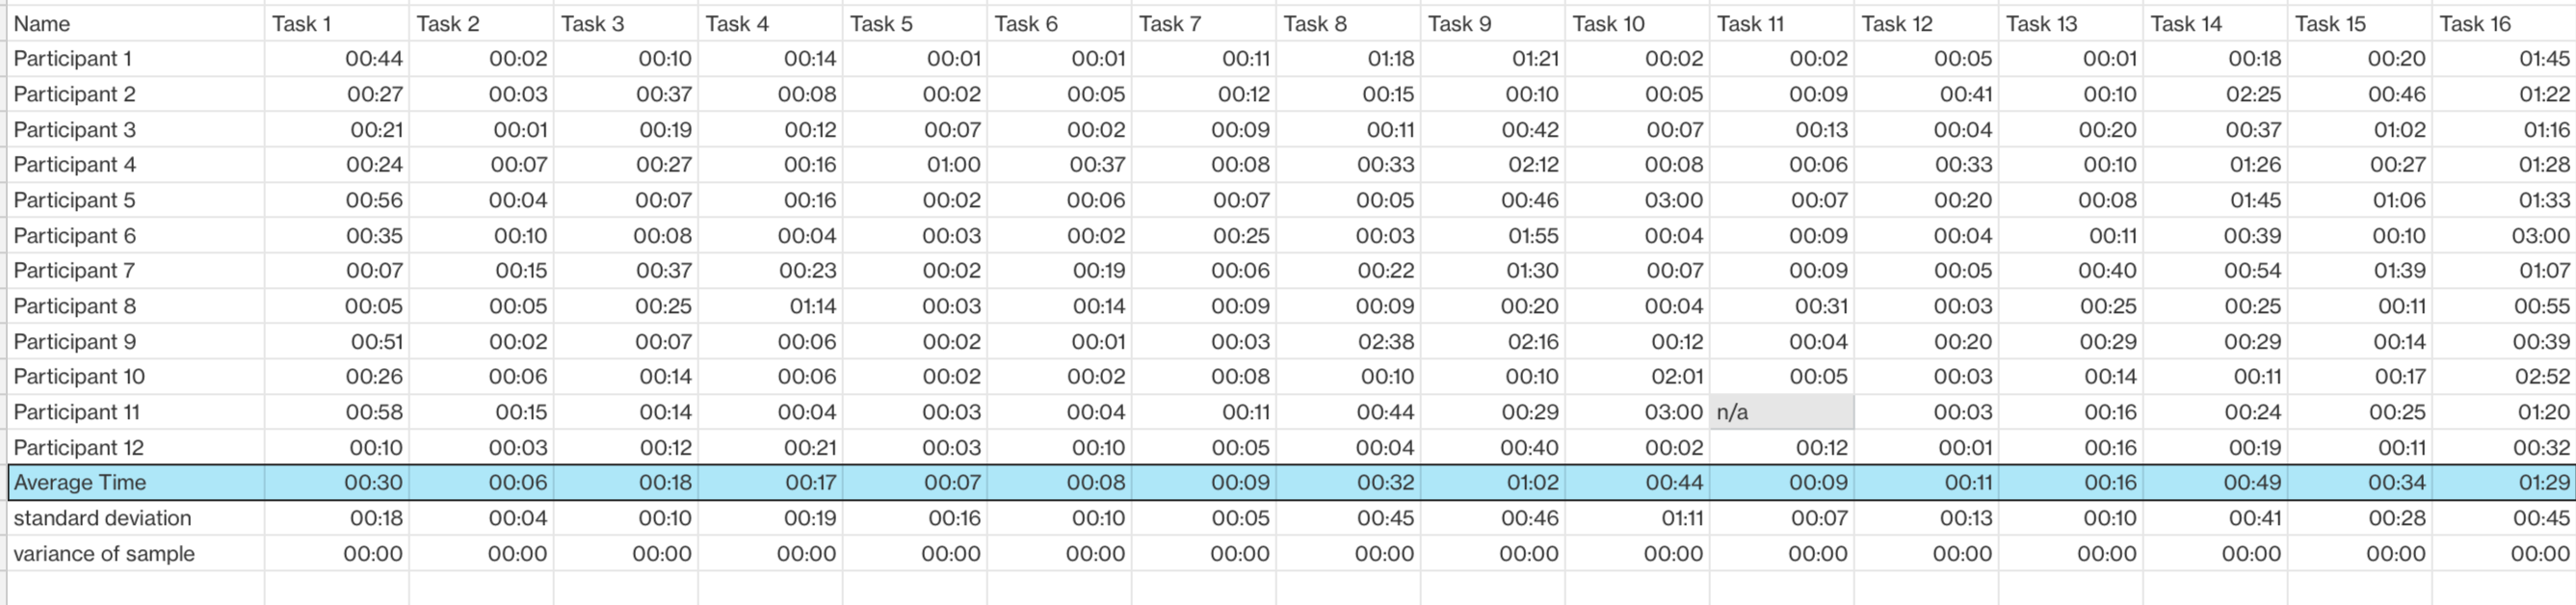 Name Task 1 Task 2 Task 3 Task 4 Task 5 Task 6 Task 7 Task 8 Task 9 Task 10 Task 11 Task 12 Task 13 Task 14 Task 15 Task 16
Participant 1 00:44 00:02 00:10 00:14 00:01 00:01 00:11 01:18 01:21 00:02 00:02 00:05 00:01 00:18 00:20 01:45
Participant 2 00:27 00:03 00:37 00:08 00:02 00:05 00:12 00:15 00:10 00:05 00:09 00:41 00:10 02:25 00:46 01:22
Participant 3 00:21 00:01 00:19 00:12 00:07 00:02 00:09 00:11 00:42 00:07 00:13 00:04 00:20 00:37 01:02 01:16
Participant 4 00:24 00:07 00:27 00:16 01:00 00:37 00:08 00:33 02:12 00:08 00:06 00:33 00:10 01:26 00:27 01:28
Participant 5 00:56 00:04 00:07 00:16 00:02 00:06 00:07 00:05 00:46 03:00 00:07 00:20 00:08 01:45 01:06 01:33
Participant 6 00:35 00:10 00:08 00:04 00:03 00:02 00:25 00:03 01:55 00:04 00:09 00:04 00:11 00:39 00:10 03:00
Participant 7 00:07 00:15 00:37 00:23 00:02 00:19 00:06 00:22 01:30 00:07 00:09 00:05 00:40 00:54 01:39 01:07
Participant 8 00:05 00:05 00:25 01:14 00:03 00:14 00:09 00:09 00:20 00:04 00:31 00:03 00:25 00:25 00:11 00:55
Participant 9 00:51 00:02 00:07 00:06 00:02 00:01 00:03 02:38 02:16 00:12 00:04 00:20 00:29 00:29 00:14 00:39
Participant 10 00:26 00:06 00:14 00:06 00:02 00:02 00:08 00:10 00:10 02:01 00:05 00:03 00:14 00:11 00:17 02:52
Participant 11 00:58 00:15 00:14 00:04 00:03 00:04 00:11 00:44 00:29 03:00 n/a 00:03 00:16 00:24 00:25 01:20
Participant 12 00:10 00:03 00:12 00:21 00:03 00:10 00:05 00:04 00:40 00:02 00:12 00:01 00:16 00:19 00:11 00:32
Average Time 00:30 00:06 00:18 00:17 00:07 00:08 00:09 00:32 01:02 00:44 00:09 00:11 00:16 00:49 00:34 01:29
standard deviation 00:18 00:04 00:10 00:19 00:16 00:10 00:05 00:45 00:46 01:11 00:07 00:13 00:10 00:41 00:28 00:45
variance of sample 00:00 00:00 00:00 00:00 00:00 00:00 00:00 00:00 00:00 00:00 00:00 00:00 00:00 00:00 00:00 00:00